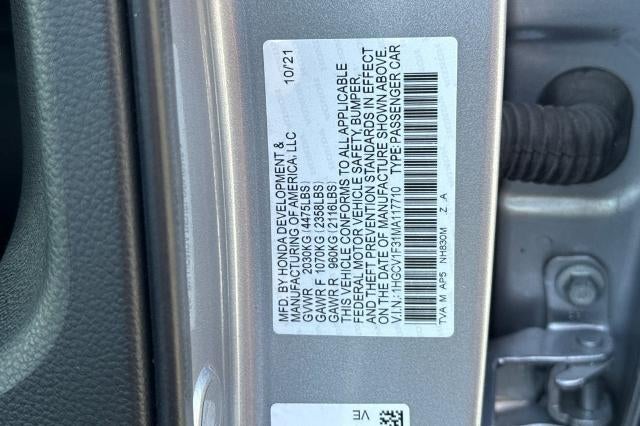 MFD. BY HONDA DEVELOPMENT & 10/21
MANUFACTURING OF AMERICA, LLC
GVWR 2030KG (4475LBS)
GAWR F 1070KG (2358LBS)
GAWR R 960KG (2116LBS)
THIS VEHICLE CONFORMS TO ALL APPLICABLE
FEDERAL MOTOR VEHICLE SAFETY, BUMPER,
AND THEFT PREVENTION STANDARDS IN EFFECT
ON THE DATE OF MANUFACTURE SHOWN ABOVE.
V.I.N.: 1HGCV1F31MA117710 TYPE: PASSENGER CAR
TVA M AP5 NH830M Z A
VE